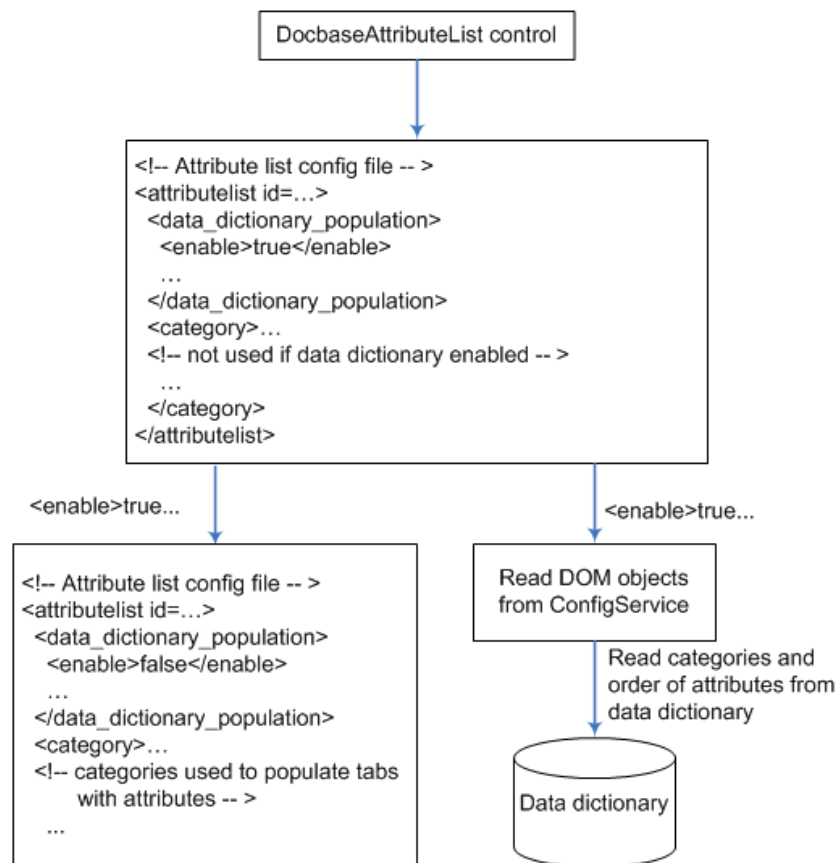 DocbaseAttributeList control
<!-- Attribute list config file -- >
<attributelist id=…>
<data_dictionary_population>
<enable>true</enable>
…
</data_dictionary_population>
<category>…
<!-- not used if data dictionary enabled -- >
…
</category>
</attributelist>
<enable>true...
<enable>true...
<!-- Attribute list config file -- >
<attributelist id=…>
<data_dictionary_population>
<enable>false</enable>
…
</data_dictionary_population>
<category>…
<!-- categories used to populate tabs
with attributes -- >
...
Read DOM objects
from ConfigService
Read categories and
order of attributes from
data dictionary
Data dictionary